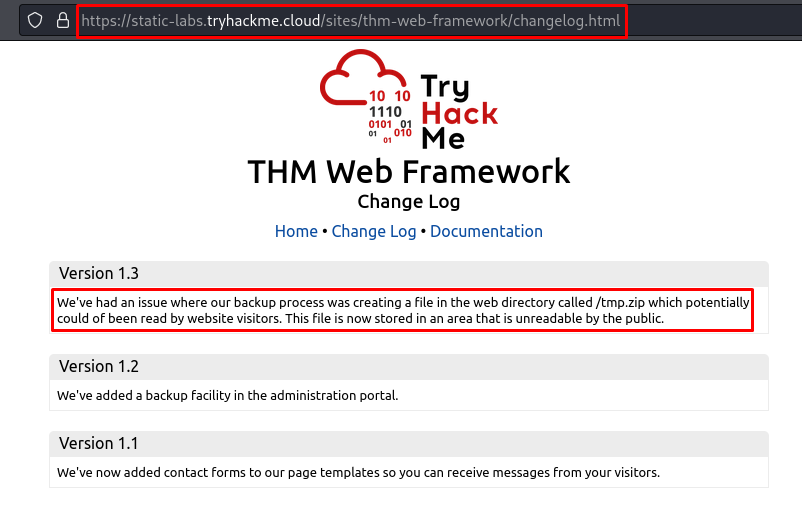 https://static-labs.tryhackme.cloud/sites/thm-web-framework/changelog.html
10 10
1110
0101 01
01 010
01
Try
Hack
Me
THM Web Framework
Change Log
Home • Change Log • Documentation
Version 1.3
We've had an issue where our backup process was creating a file in the web directory called /tmp.zip which potentially
could of been read by website visitors. This file is now stored in an area that is unreadable by the public.
Version 1.2
We've added a backup facility in the administration portal.
Version 1.1
We've now added contact forms to our page templates so you can receive messages from your visitors.